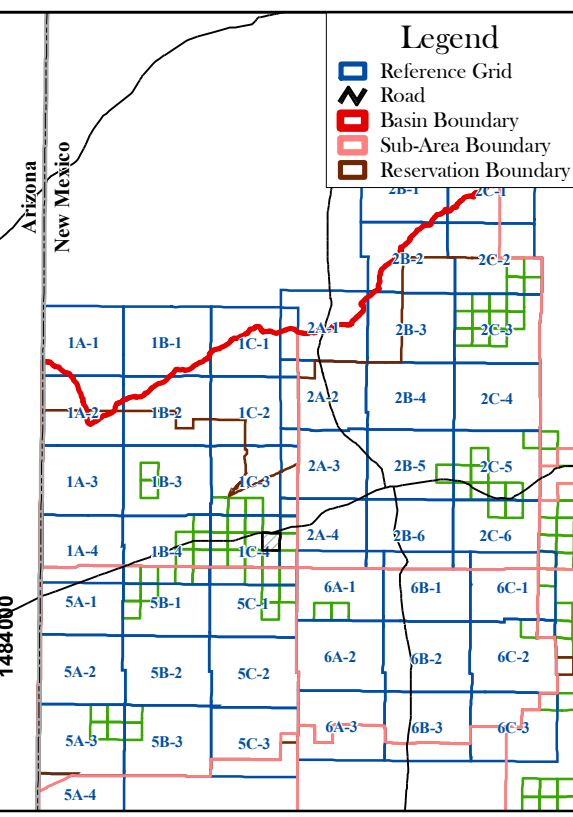 Legend
Reference Grid
Road
Basin Boundary
Sub-Area Boundary
Reservation Boundary
Arizona
New Mexico
2B-1 2C-1
2B-2 2C-2
1A-1 1B-1 1C-1 2A-1 2B-3 2C-3
1A-2 1B-2 1C-2 2A-2 2B-4 2C-4
1A-3 1B-3 1C-3 2A-3 2B-5 2C-5
1A-4 1B-4 1C-4 2A-4 2B-6 2C-6
5A-1 5B-1 5C-1 6A-1 6B-1 6C-1
5A-2 5B-2 5C-2 6A-2 6B-2 6C-2
5A-3 5B-3 5C-3 6A-3 6B-3 6C-3
5A-4
1484000